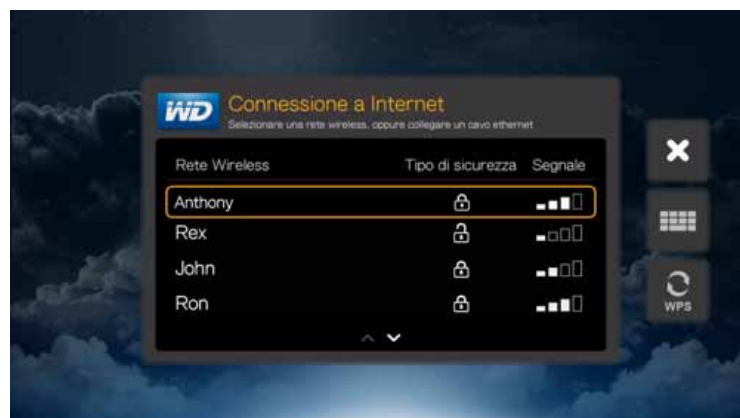 WD
Connessione a Internet
Selezionare una rete wireless, oppure collegare un cavo ethernet
Rete Wireless Tipo di sicurezza Segnale
Anthony
Rex
John
Ron
WPS